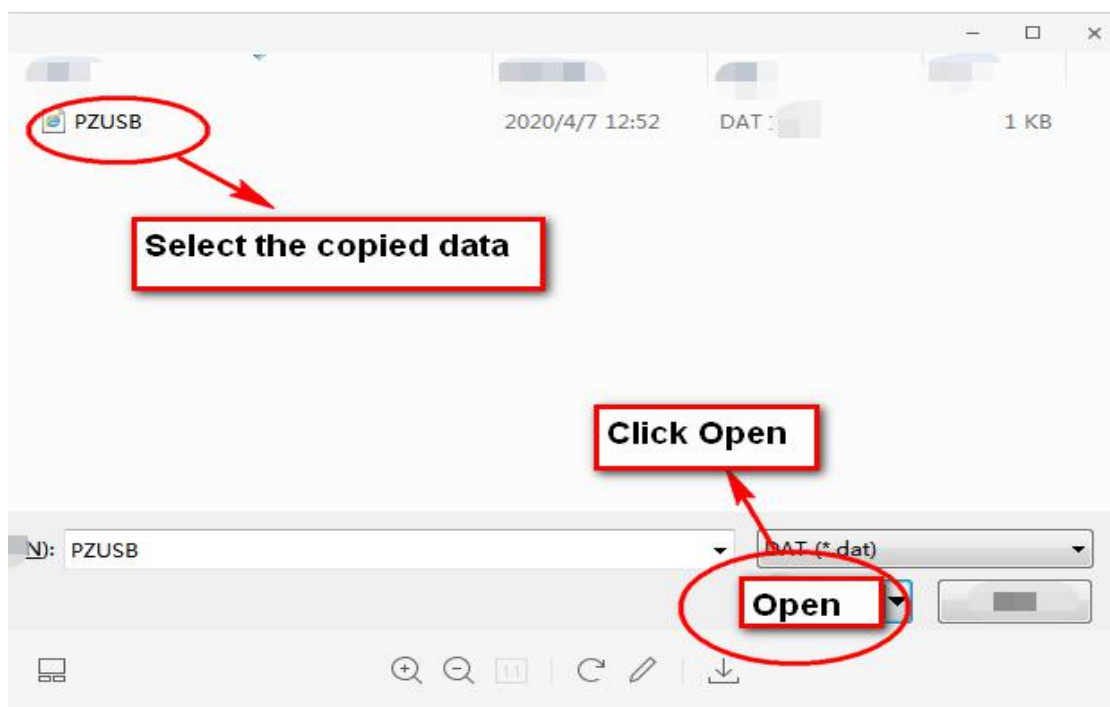 PZUSB 2020/4/7 12:52 DAT 1 KB
Select the copied data
Click Open
N): PZUSB DAT (*.dat)
Open